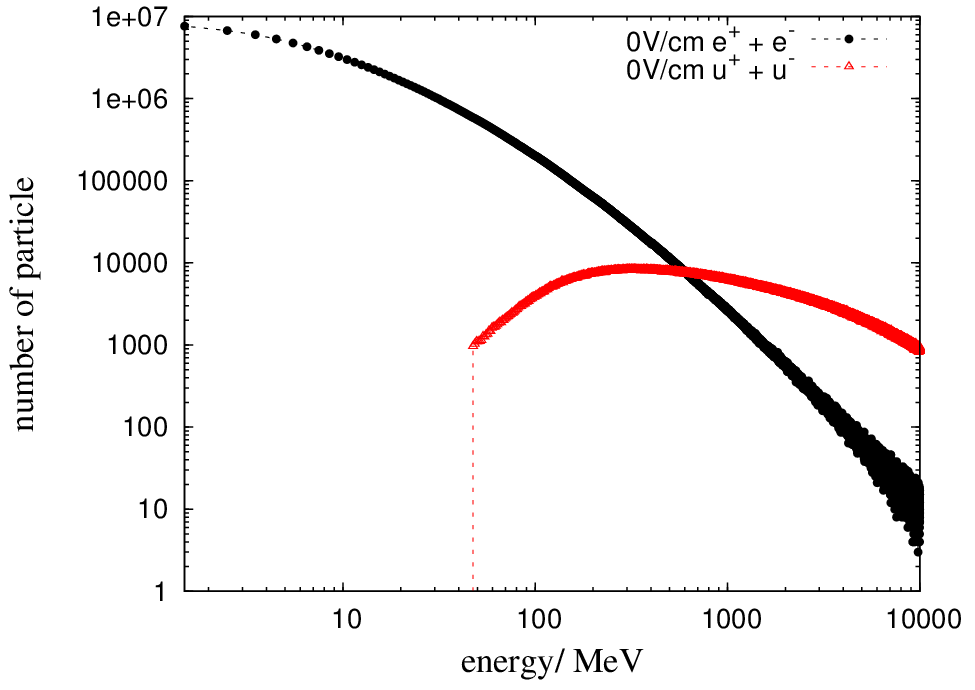 1e+07
1e+06
100000
10000
1000
100
10
1
number of particle
0V/cm e⁺ + e⁻
0V/cm u⁺ + u⁻
10 100 1000 10000
energy/ MeV